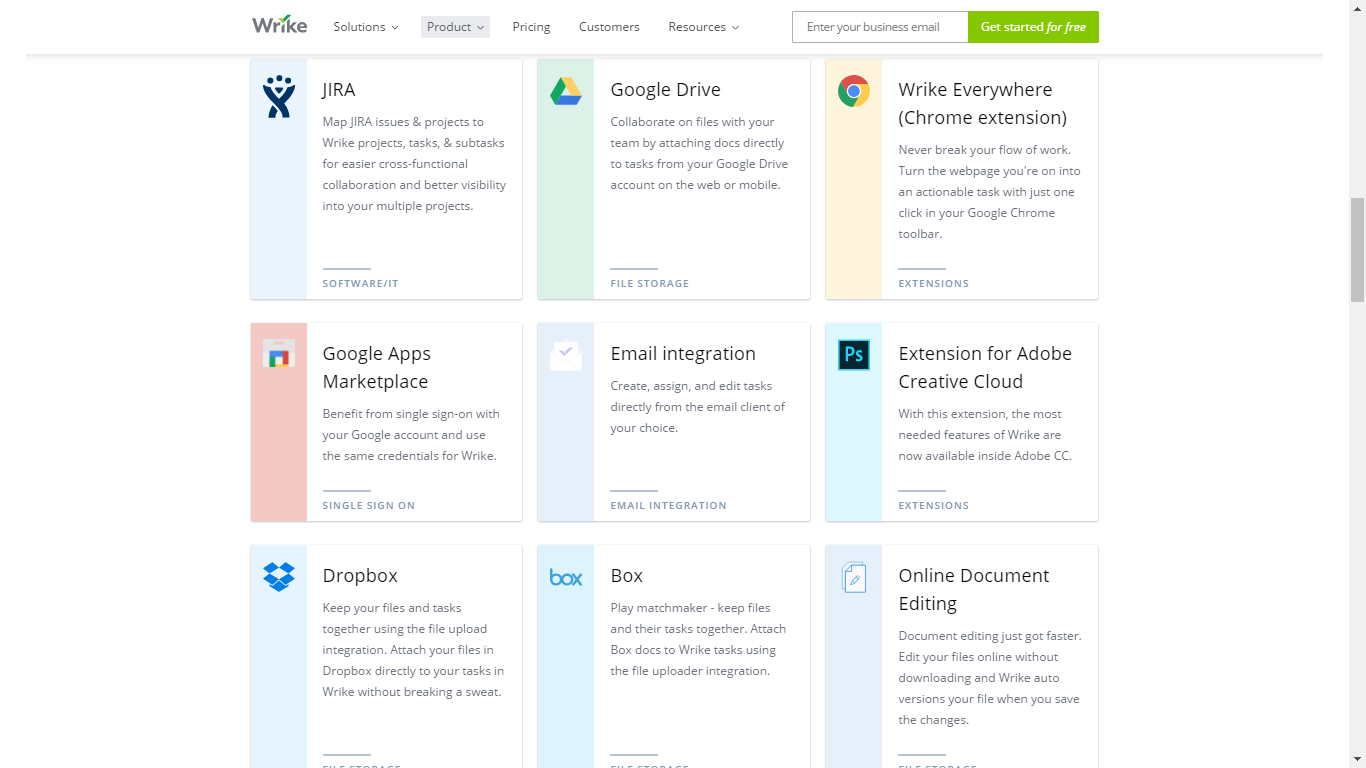 Wrike
Solutions
Product
Pricing
Customers
Resources
Enter your business email
Get started for free
JIRA
Map JIRA issues & projects to
Wrike projects, tasks, & subtasks
for easier cross-functional
collaboration and better visibility
into your multiple projects.
SOFTWARE/IT
Google Drive
Collaborate on files with your
team by attaching docs directly
to tasks from your Google Drive
account on the web or mobile.
FILE STORAGE
Wrike Everywhere
(Chrome extension)
Never break your flow of work.
Turn the webpage you're on into
an actionable task with just one
click in your Google Chrome
toolbar.
EXTENSIONS
Google Apps
Marketplace
Benefit from single sign-on with
your Google account and use
the same credentials for Wrike.
SINGLE SIGN ON
Email integration
Create, assign, and edit tasks
directly from the email client of
your choice.
EMAIL INTEGRATION
Ps
Extension for Adobe
Creative Cloud
With this extension, the most
needed features of Wrike are
now available inside Adobe CC.
EXTENSIONS
Dropbox
Keep your files and tasks
together using the file upload
integration. Attach your files in
Dropbox directly to your tasks in
Wrike without breaking a sweat.
FILE STORAGE
box
Box
Play matchmaker - keep files
and their tasks together. Attach
Box docs to Wrike tasks using
the file uploader integration.
FILE STORAGE
Online Document
Editing
Document editing just got faster.
Edit your files online without
downloading and Wrike auto
versions your file when you save
the changes.
FILE STORAGE